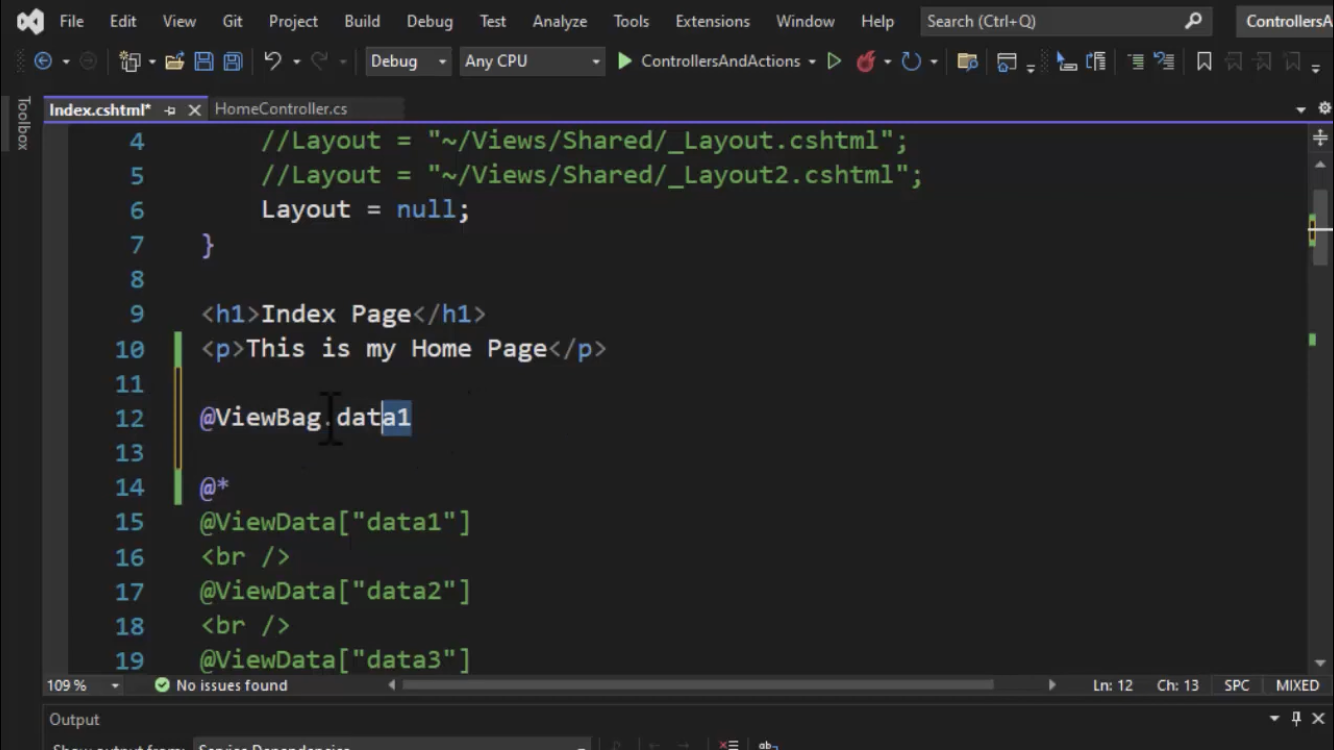 File Edit View Git Project Build Debug Test Analyze Tools Extensions Window Help Search (Ctrl+Q) ControllersA
Debug Any CPU ControllersAndActions
Toolbox
Index.cshtml* HomeController.cs
4 //Layout = "~/Views/Shared/_Layout.cshtml";
5 //Layout = "~/Views/Shared/_Layout2.cshtml";
6 Layout = null;
7 }
8
9 <h1>Index Page</h1>
10 <p>This is my Home Page</p>
11
12 @ViewBag.data1
13
14 @*
15 @ViewData["data1"]
16 <br />
17 @ViewData["data2"]
18 <br />
19 @ViewData["data3"]
109 % No issues found Ln: 12 Ch: 13 SPC MIXED
Output
Show output from: Service Dependencies